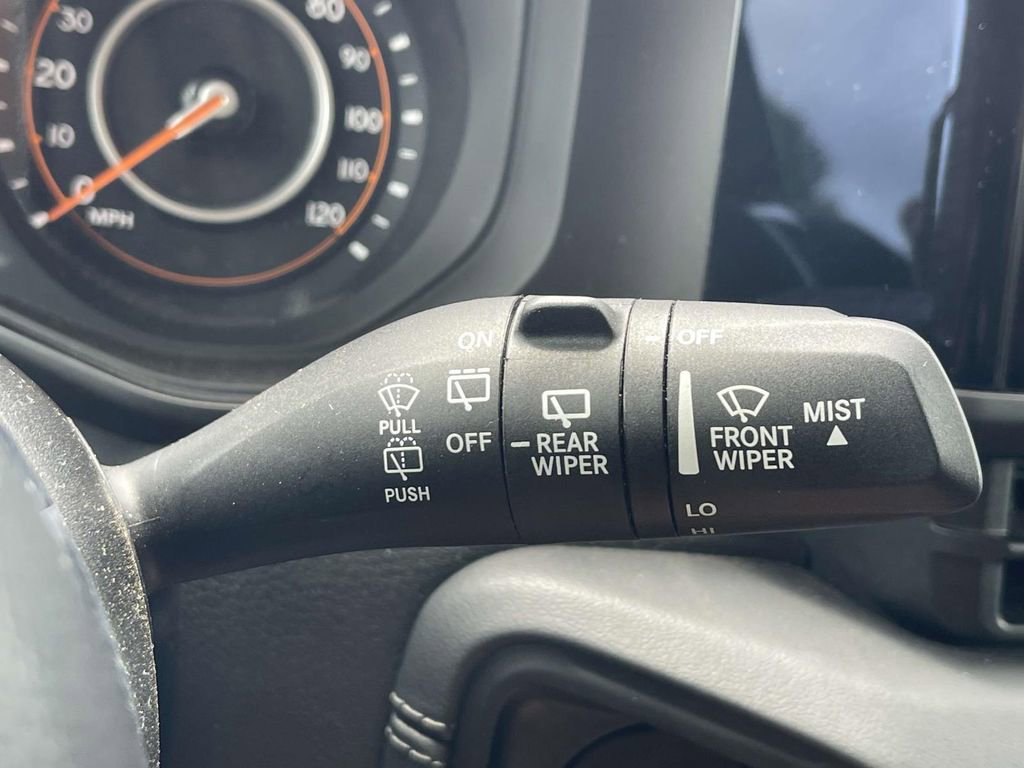 30
20
10
0
MPH
80
90
100
110
120
ON
OFF
PULL
PUSH
REAR
WIPER
OFF
FRONT
WIPER
MIST
LO
HI